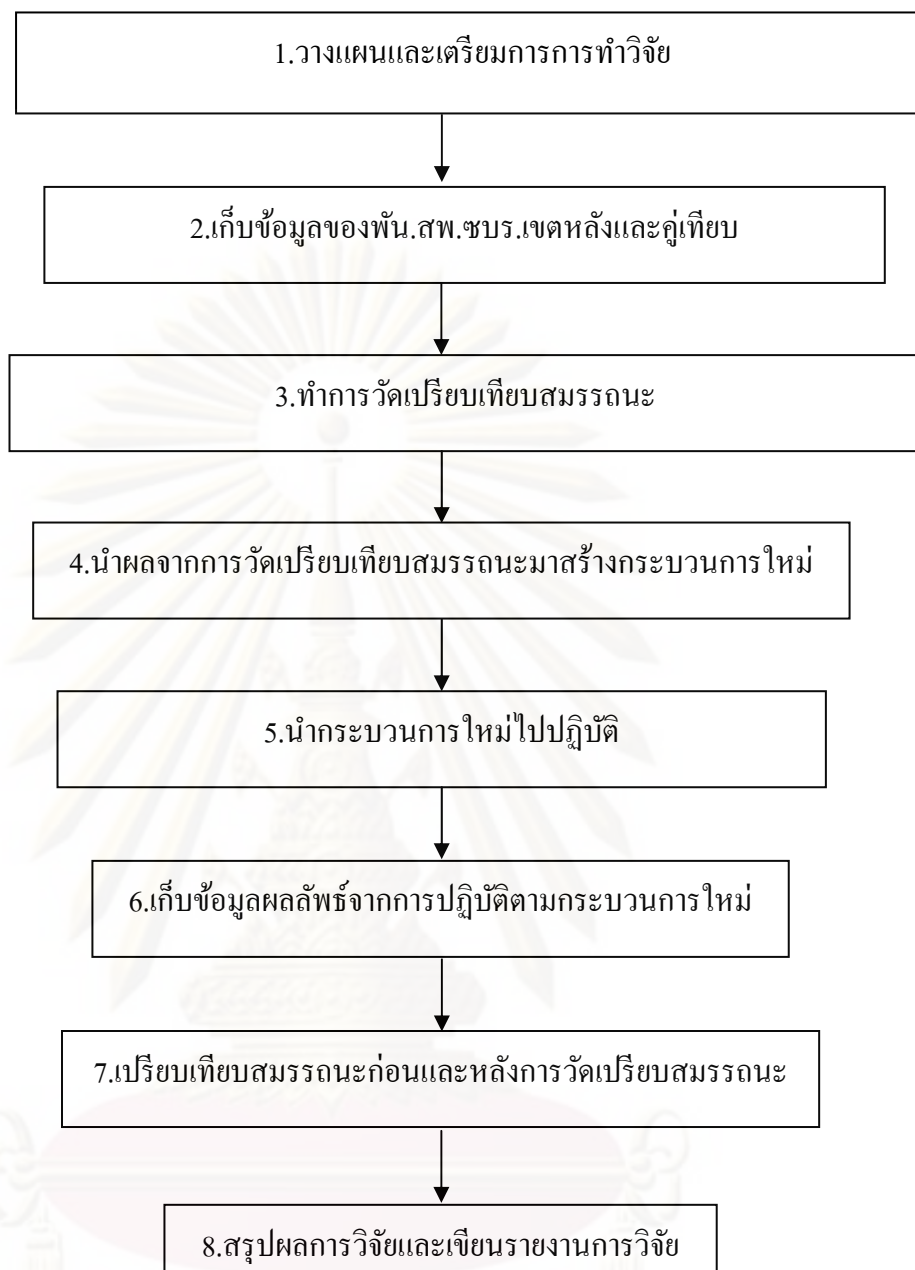 1.วางแผนและเตรียมการการทำวิจัย
2.เก็บข้อมูลของพัน.สพ.ซบร.เขตหลังและคู่เทียบ
3.ทำการวัดเปรียบเทียบสมรรถนะ
4.นำผลจากการวัดเปรียบเทียบสมรรถนะมาสร้างกระบวนการใหม่
5.นำกระบวนการใหม่ไปปฏิบัติ
6.เก็บข้อมูลผลลัพธ์จากการปฏิบัติตามกระบวนการใหม่
7.เปรียบเทียบสมรรถนะก่อนและหลังการวัดเปรียบสมรรถนะ
8.สรุปผลการวิจัยและเขียนรายงานการวิจัย